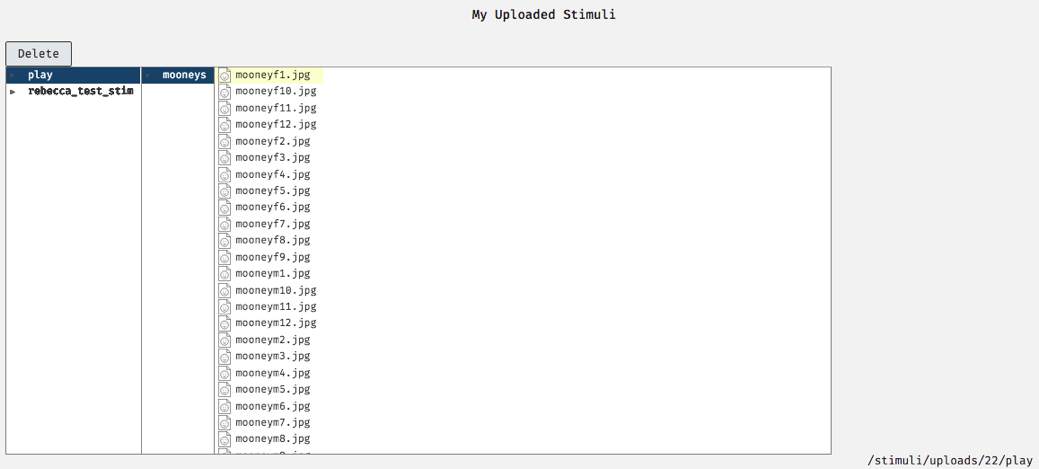 My Uploaded Stimuli
Delete
play
rebecca_test_stim
mooneys
mooneyf1.jpg
mooneyf10.jpg
mooneyf11.jpg
mooneyf12.jpg
mooneyf2.jpg
mooneyf3.jpg
mooneyf4.jpg
mooneyf5.jpg
mooneyf6.jpg
mooneyf7.jpg
mooneyf8.jpg
mooneyf9.jpg
mooneym1.jpg
mooneym10.jpg
mooneym11.jpg
mooneym12.jpg
mooneym2.jpg
mooneym3.jpg
mooneym4.jpg
mooneym5.jpg
mooneym6.jpg
mooneym7.jpg
mooneym8.jpg
/stimuli/uploads/22/play